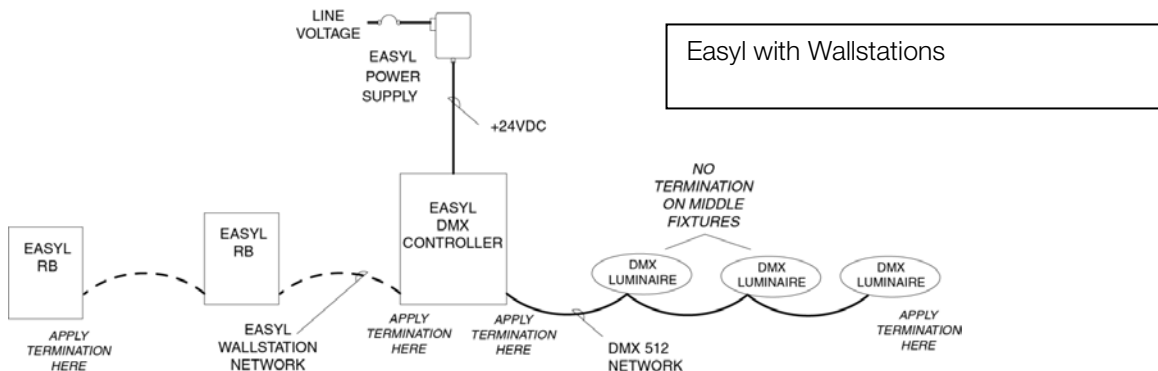 LINE
VOLTAGE
EASYL
POWER
SUPPLY
+24VDC
Easyl with Wallstations
EASYL
RB
EASYL
RB
EASYL
DMX
CONTROLLER
NO
TERMINATION
ON MIDDLE
FIXTURES
DMX
LUMINAIRE
DMX
LUMINAIRE
DMX
LUMINAIRE
APPLY
TERMINATION
HERE
EASYL
WALLSTATION
NETWORK
APPLY
TERMINATION
HERE
APPLY
TERMINATION
HERE
DMX 512
NETWORK
APPLY
TERMINATION
HERE